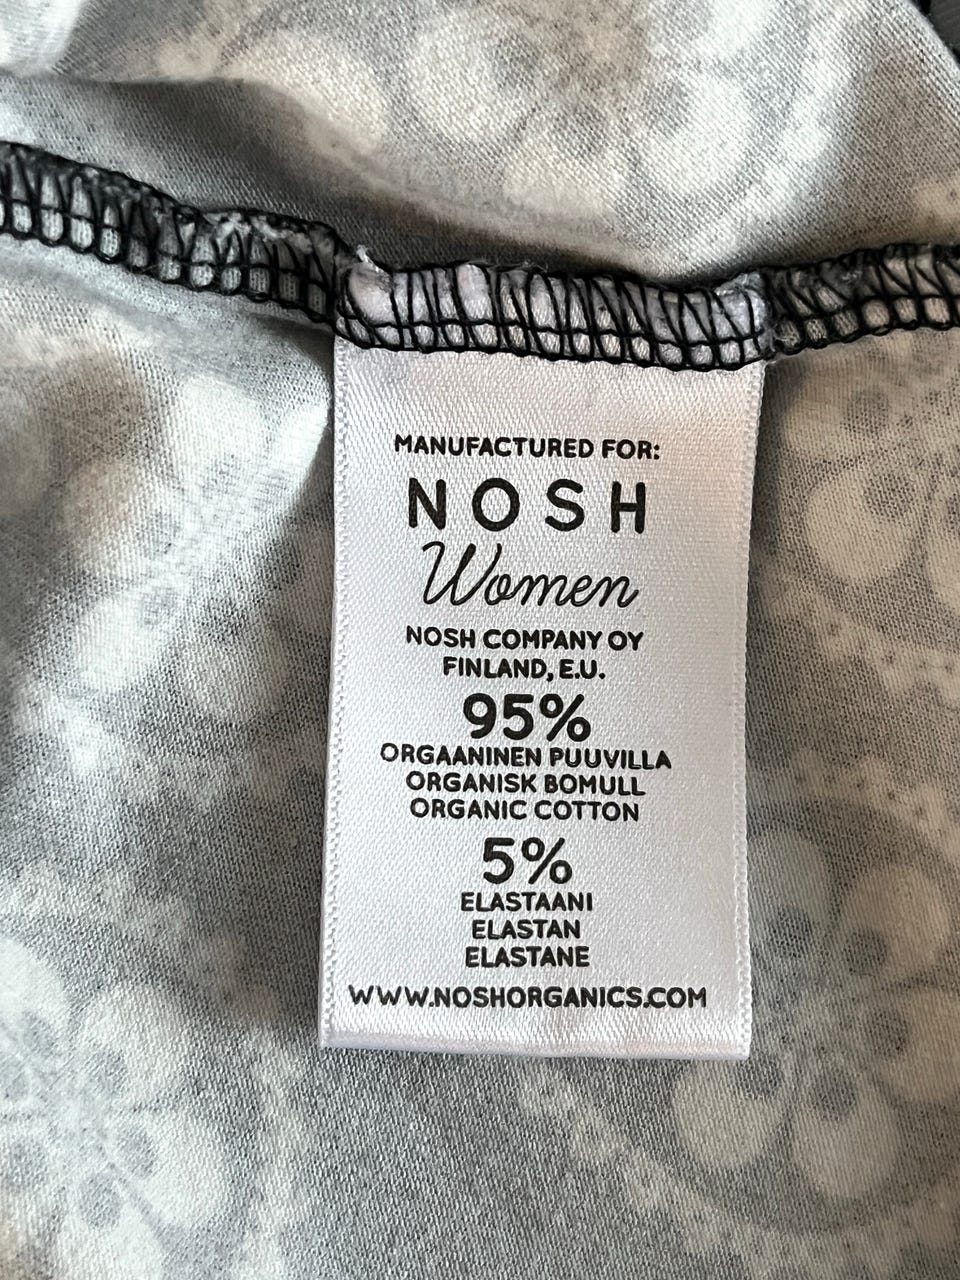 MANUFACTURED FOR:
NOSH
Women
NOSH COMPANY OY
FINLAND, E.U.
95%
ORGAANINEN PUUVILLA
ORGANISK BOMULL
ORGANIC COTTON
5%
ELASTAANI
ELASTAN
ELASTANE
WWW.NOSHORGANICS.COM